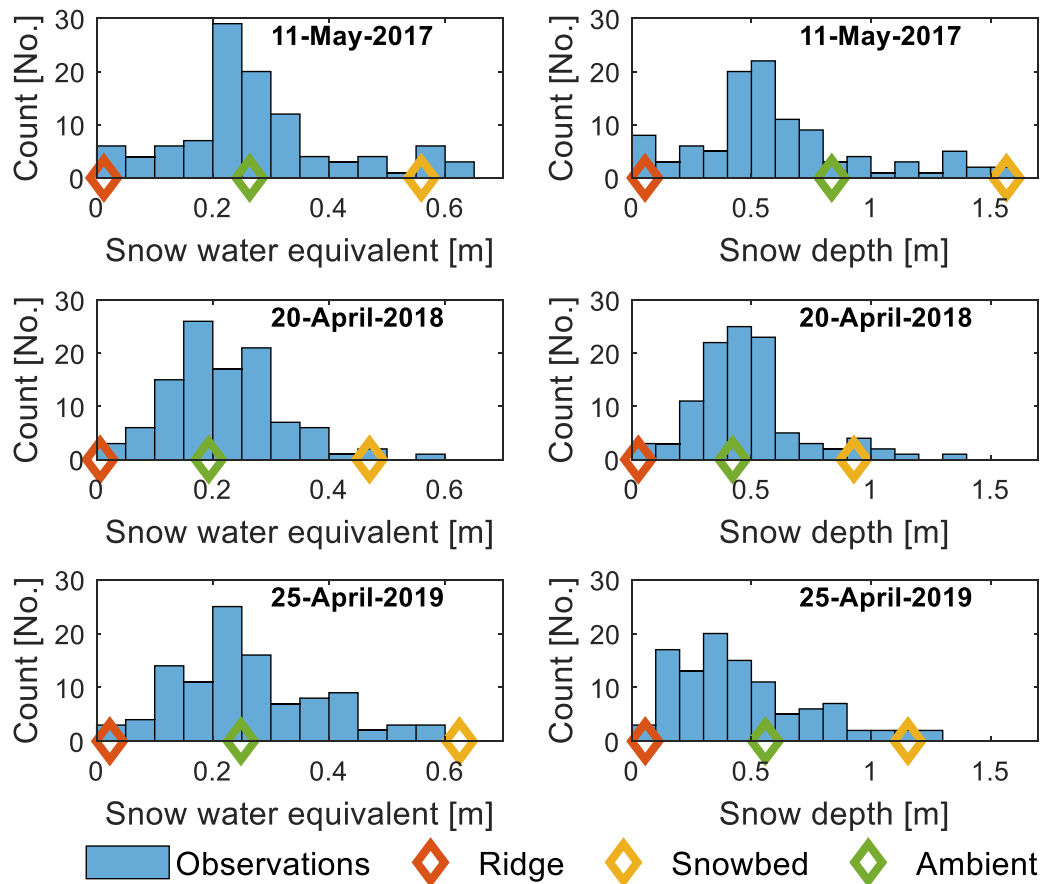 11-May-2017
Count [No.]
30
20
10
0
0 0.2 0.4 0.6
Snow water equivalent [m]
11-May-2017
Count [No.]
30
20
10
0
0 0.5 1 1.5
Snow depth [m]
20-April-2018
Count [No.]
30
20
10
0
0 0.2 0.4 0.6
Snow water equivalent [m]
20-April-2018
Count [No.]
30
20
10
0
0 0.5 1 1.5
Snow depth [m]
25-April-2019
Count [No.]
30
20
10
0
0 0.2 0.4 0.6
Snow water equivalent [m]
25-April-2019
Count [No.]
30
20
10
0
0 0.5 1 1.5
Snow depth [m]
Observations Ridge Snowbed Ambient